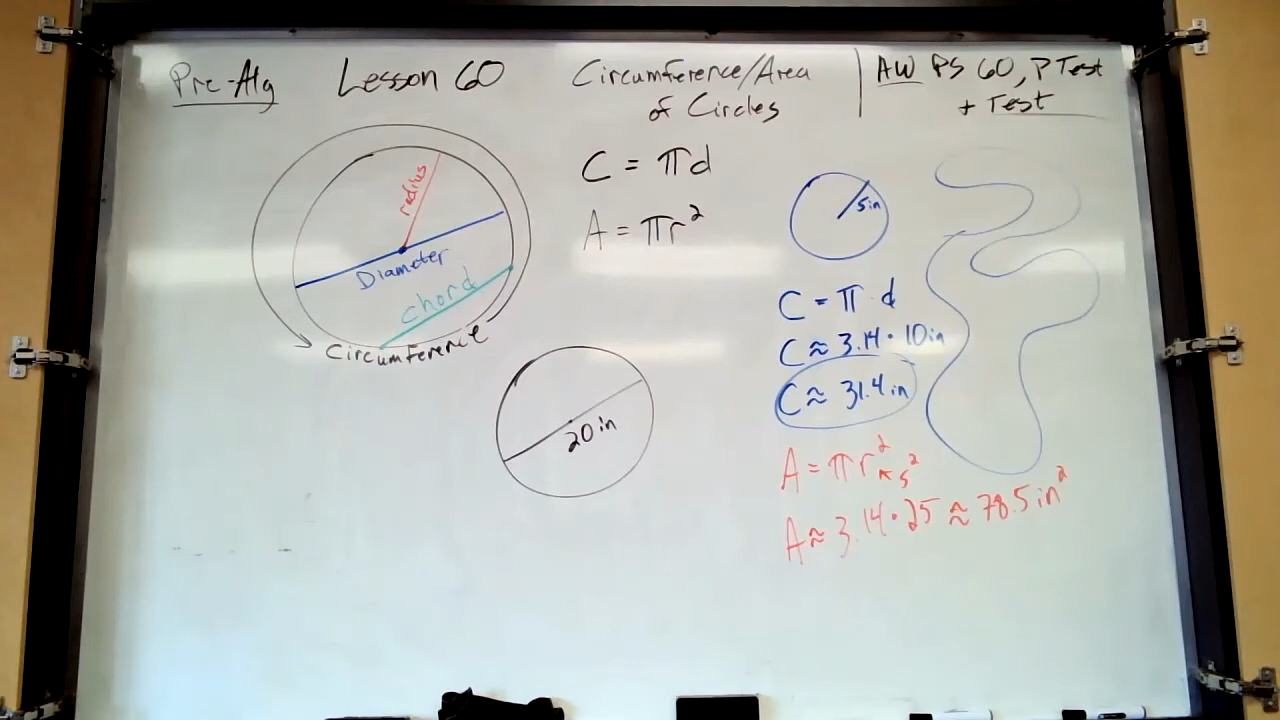 Pre-Alg
Lesson 60
Circumference/Area
of Circles
AW PS 60, P Test
+ Test
radius
Diameter
chord
Circumference
C = πd
A = πr²
20 in
5in
C = π d
C ≈ 3.14 · 10in
C ≈ 31.4 in
A = πr² 5²
A ≈ 3.14 · 25 ≈ 78.5 in²